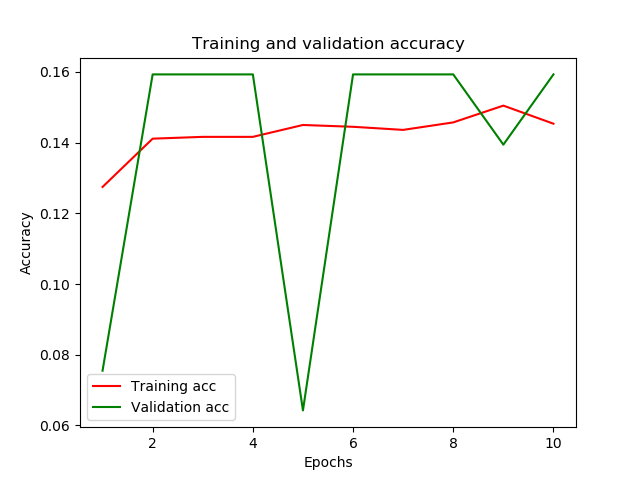 Training and validation accuracy
0.16
0.14
0.12
0.10
0.08
0.06
Accuracy
Training acc
Validation acc
2 4 6 8 10
Epochs